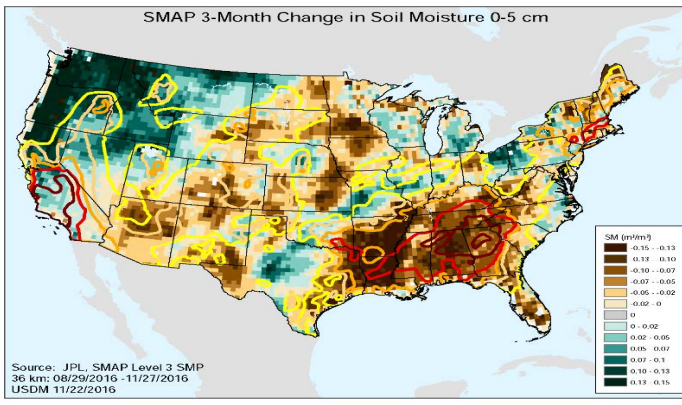 SMAP 3-Month Change in Soil Moisture 0-5 cm
SM (m³/m³)
-0.15 - -0.13
-0.13 - -0.10
-0.10 - -0.07
-0.07 - -0.05
-0.05 - -0.02
-0.02 - 0
0
0 - 0.02
0.02 - 0.05
0.05 - 0.07
0.07 - 0.1
0.10 - 0.13
0.13 - 0.15
Source: JPL, SMAP Level 3 SMP
36 km: 08/29/2016 -11/27/2016
USDM 11/22/2016